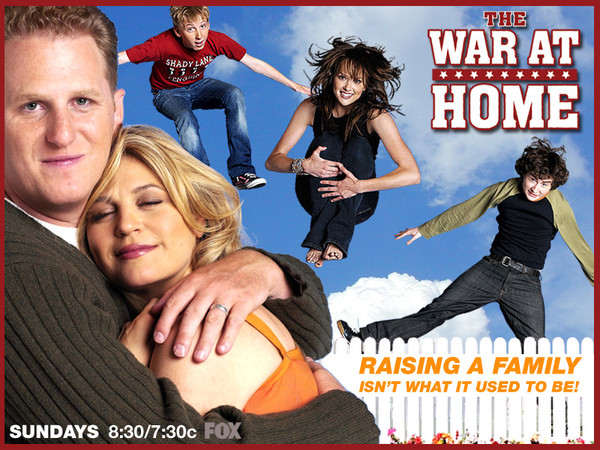 THE
WAR AT
HOME
SHADY LANE
RAISING A FAMILY
ISN'T WHAT IT USED TO BE!
SUNDAYS 8:30/7:30c FOX